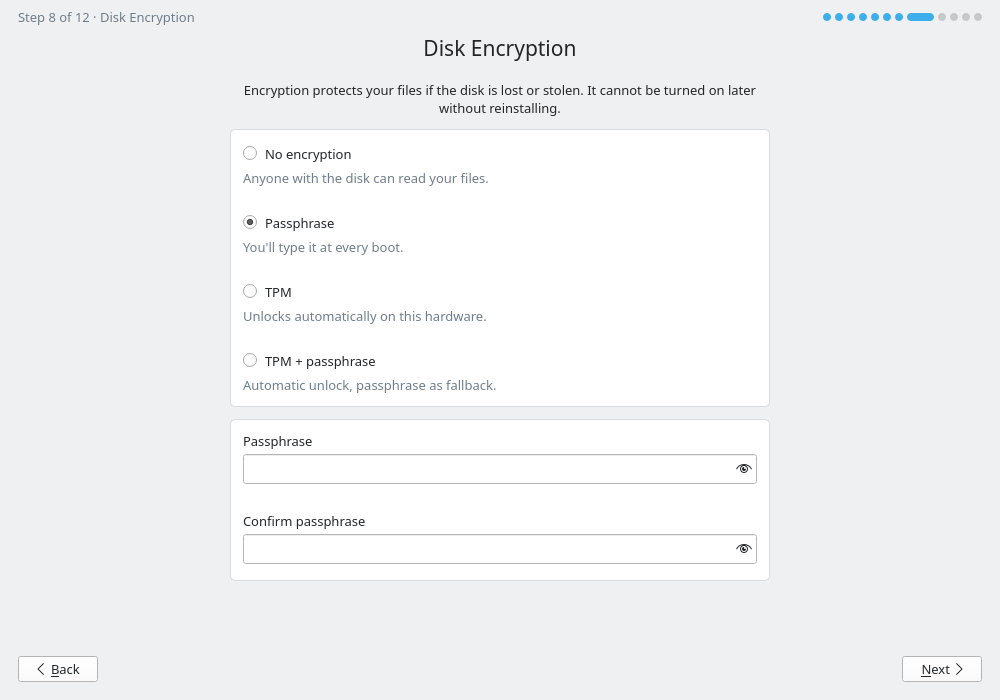 Step 8 of 12 · Disk Encryption
Disk Encryption
Encryption protects your files if the disk is lost or stolen. It cannot be turned on later
without reinstalling.
No encryption
Anyone with the disk can read your files.
Passphrase
You'll type it at every boot.
TPM
Unlocks automatically on this hardware.
TPM + passphrase
Automatic unlock, passphrase as fallback.
Passphrase
Confirm passphrase
Back
Next